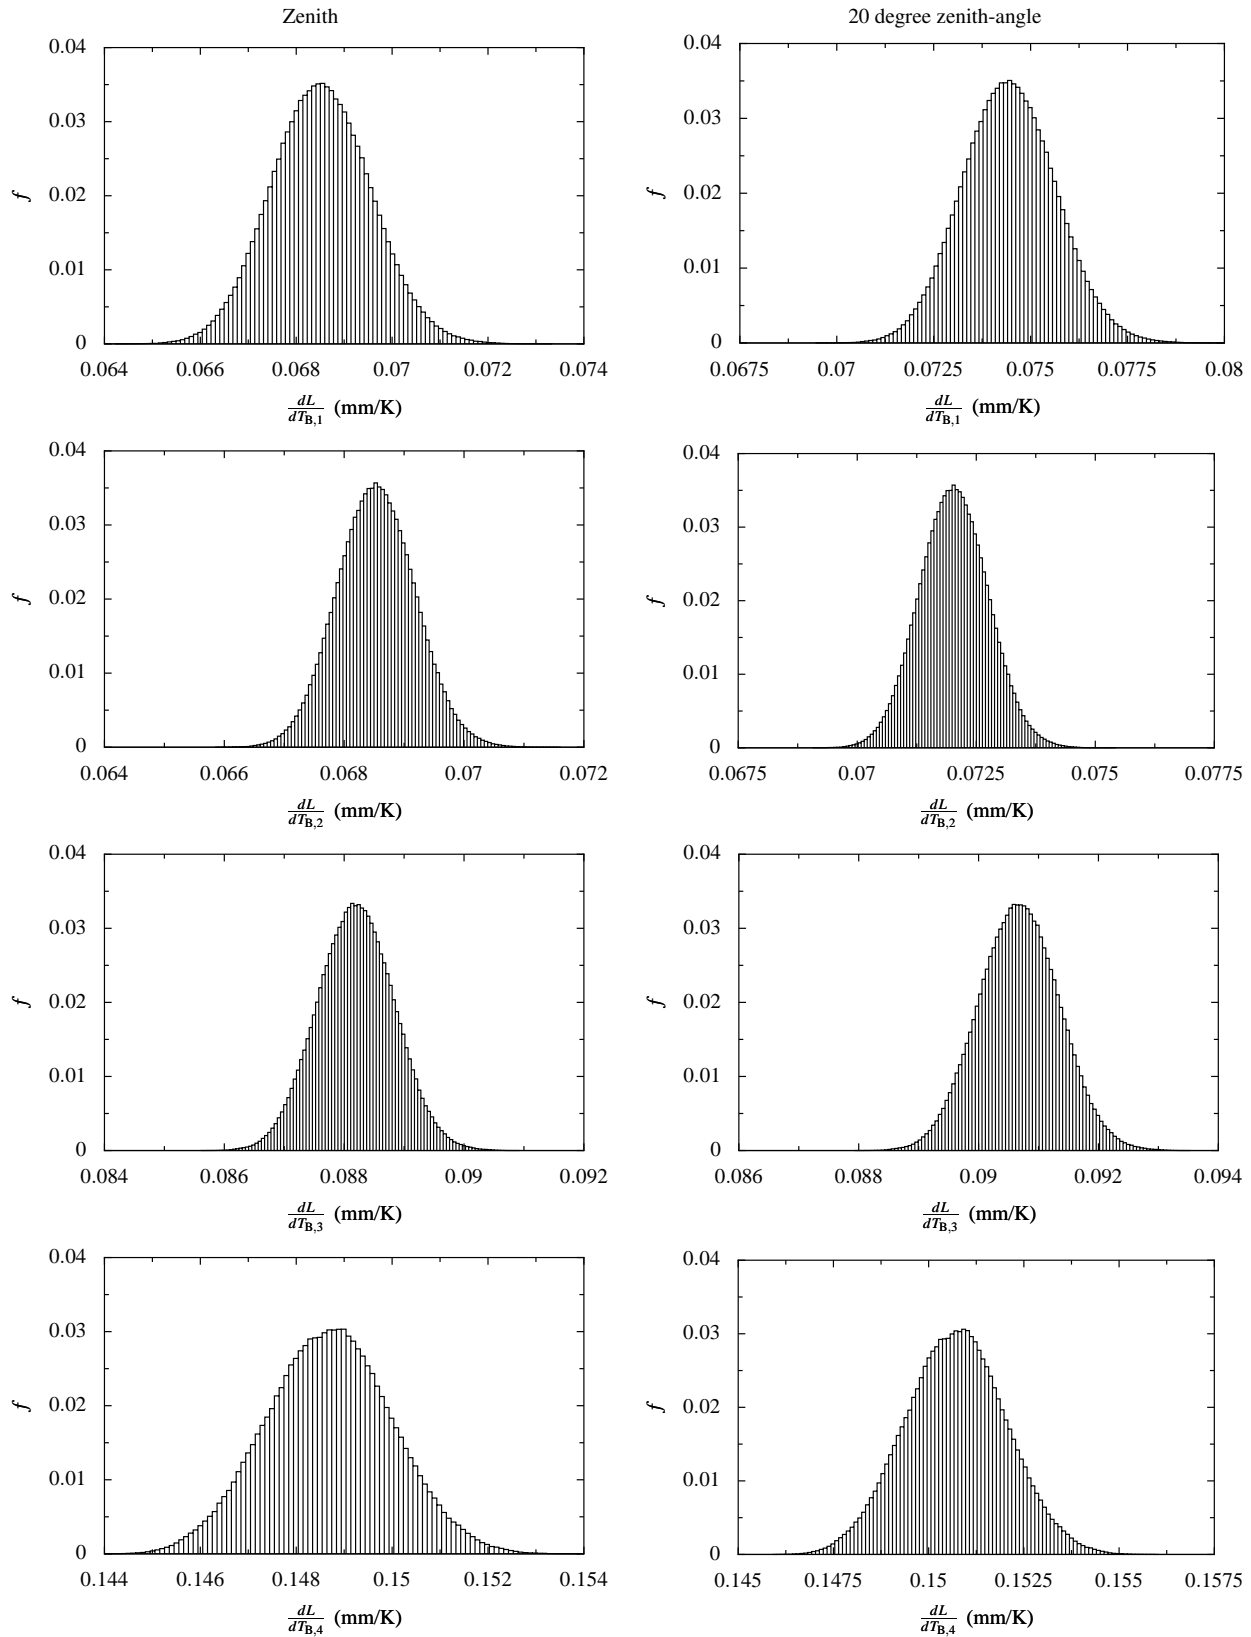 Zenith
0.04
0.03
0.02
0.01
0
f
0.064 0.066 0.068 0.07 0.072 0.074
dL/dT_B,1 (mm/K)
20 degree zenith-angle
0.04
0.03
0.02
0.01
0
f
0.0675 0.07 0.0725 0.075 0.0775 0.08
dL/dT_B,1 (mm/K)
0.04
0.03
0.02
0.01
0
f
0.064 0.066 0.068 0.07 0.072
dL/dT_B,2 (mm/K)
0.04
0.03
0.02
0.01
0
f
0.0675 0.07 0.0725 0.075 0.0775
dL/dT_B,2 (mm/K)
0.04
0.03
0.02
0.01
0
f
0.084 0.086 0.088 0.09 0.092
dL/dT_B,3 (mm/K)
0.04
0.03
0.02
0.01
0
f
0.086 0.088 0.09 0.092 0.094
dL/dT_B,3 (mm/K)
0.04
0.03
0.02
0.01
0
f
0.144 0.146 0.148 0.15 0.152 0.154
dL/dT_B,4 (mm/K)
0.04
0.03
0.02
0.01
0
f
0.145 0.1475 0.15 0.1525 0.155 0.1575
dL/dT_B,4 (mm/K)